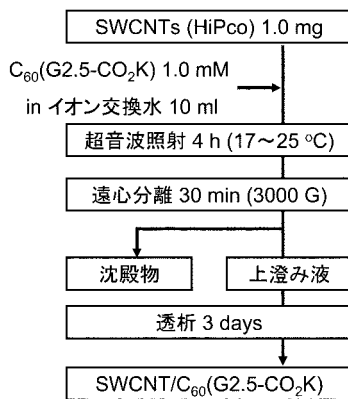 SWCNTs (HiPco) 1.0 mg
C₆₀(G2.5-CO₂K) 1.0 mM
in イオン交換水 10 ml
超音波照射 4 h (17～25 ºC)
遠心分離 30 min (3000 G)
沈殿物
上澄み液
透析 3 days
SWCNT/C₆₀(G2.5-CO₂K)